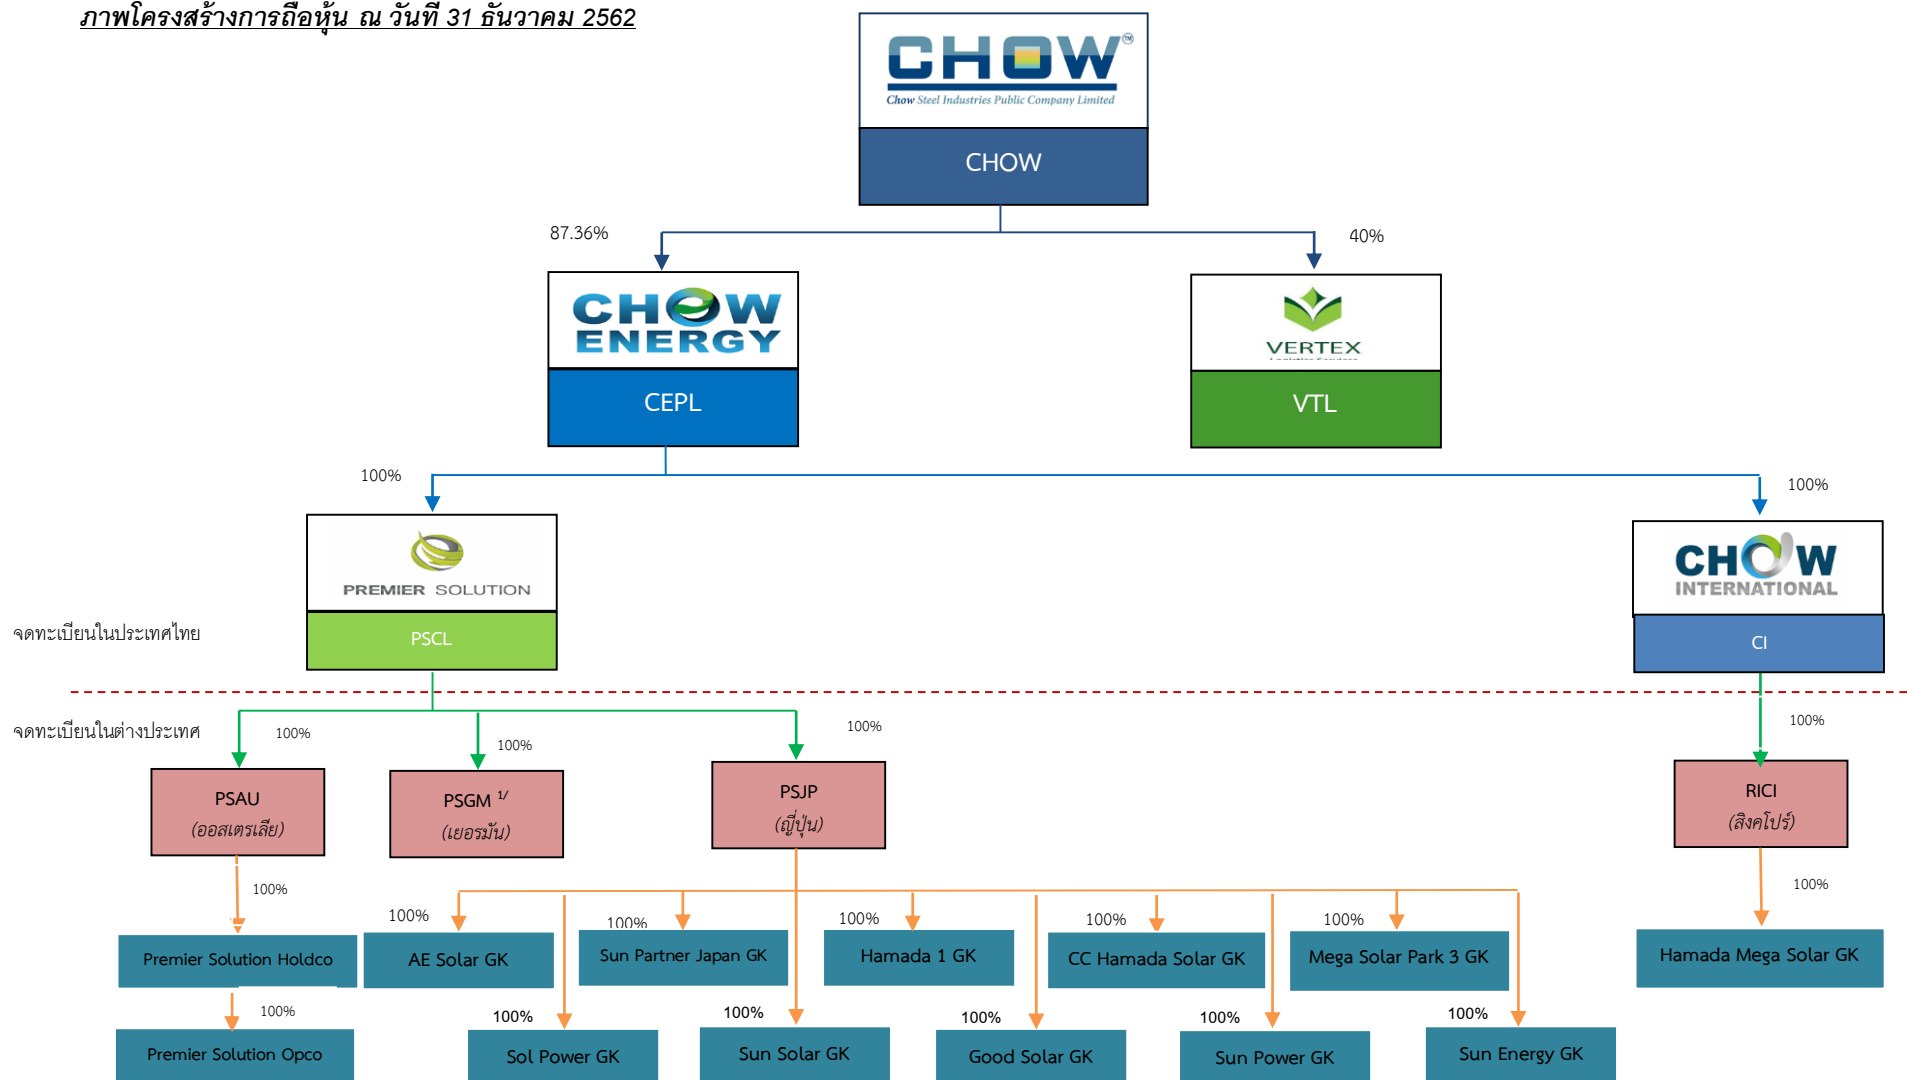 ภาพโครงสร้างการถือหุ้น ณ วันที่ 31 ธันวาคม 2562
CHOW™
Chow Steel Industries Public Company Limited
CHOW
87.36%
40%
CHOW
ENERGY
CEPL
VERTEX
Logistics Services
VTL
100%
100%
PREMIER SOLUTION
PSCL
CHOW
INTERNATIONAL
CI
จดทะเบียนในประเทศไทย
จดทะเบียนในต่างประเทศ
100%
100%
100%
100%
PSAU
(ออสเตรเลีย)
PSGM 1/
(เยอรมัน)
PSJP
(ญี่ปุ่น)
RICI
(สิงคโปร์)
100%
100%
100%
100%
100%
100%
100%
Premier Solution Holdco
AE Solar GK
Sun Partner Japan GK
Hamada 1 GK
CC Hamada Solar GK
Mega Solar Park 3 GK
Hamada Mega Solar GK
100%
100%
100%
100%
100%
100%
Premier Solution Opco
Sol Power GK
Sun Solar GK
Good Solar GK
Sun Power GK
Sun Energy GK